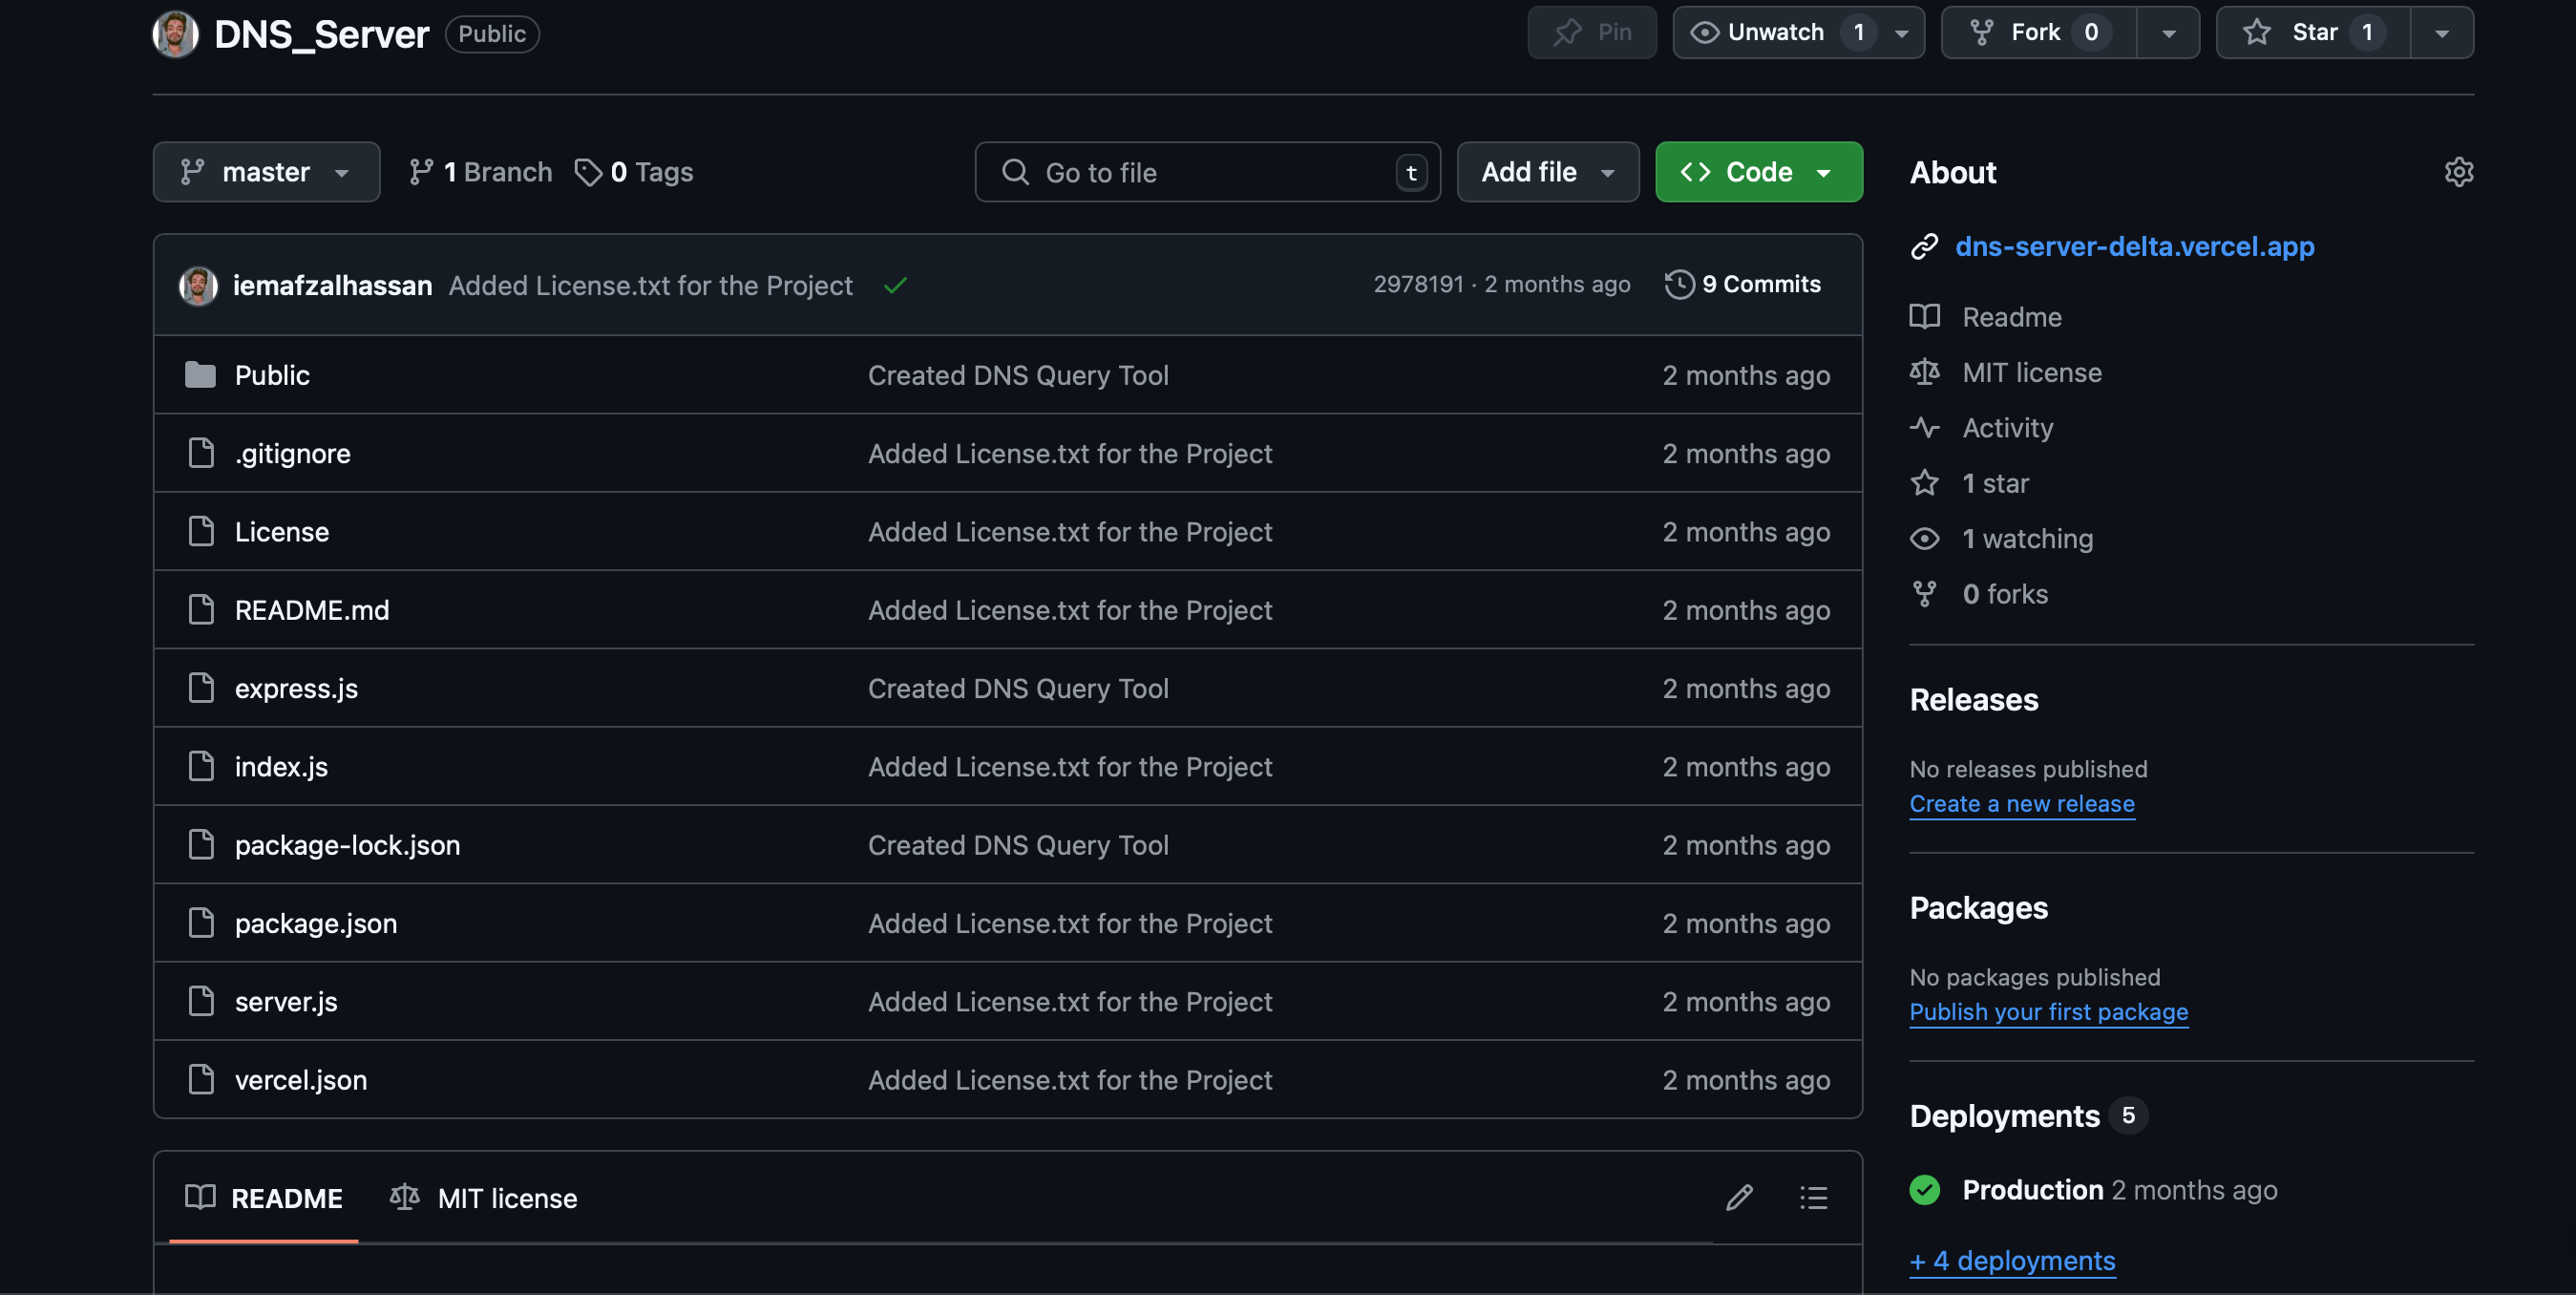 DNS_Server Public
Pin
Unwatch 1
Fork 0
Star 1
master
1 Branch
0 Tags
Go to file t
Add file
Code
iemafzalhassan Added License.txt for the Project
2978191 · 2 months ago
9 Commits
Public Created DNS Query Tool 2 months ago
.gitignore Added License.txt for the Project 2 months ago
License Added License.txt for the Project 2 months ago
README.md Added License.txt for the Project 2 months ago
express.js Created DNS Query Tool 2 months ago
index.js Added License.txt for the Project 2 months ago
package-lock.json Created DNS Query Tool 2 months ago
package.json Added License.txt for the Project 2 months ago
server.js Added License.txt for the Project 2 months ago
vercel.json Added License.txt for the Project 2 months ago
README
MIT license
About
dns-server-delta.vercel.app
Readme
MIT license
Activity
1 star
1 watching
0 forks
Releases
No releases published
Create a new release
Packages
No packages published
Publish your first package
Deployments 5
Production 2 months ago
+ 4 deployments